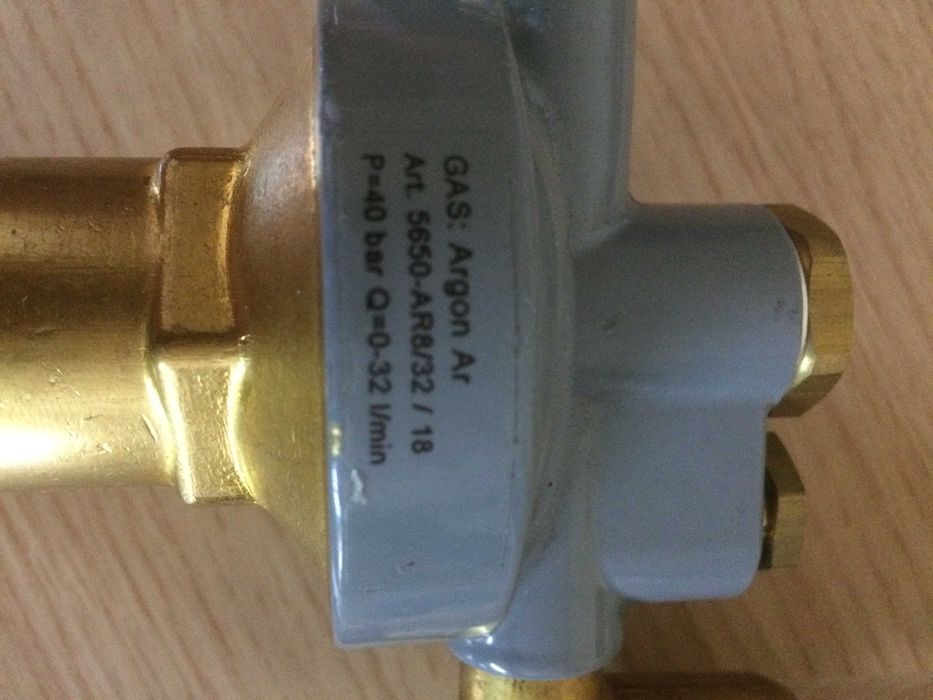 GAS: Argon Ar
Art. 5650-AR8/32 / 18
P=40 bar Q=0-32 l/min